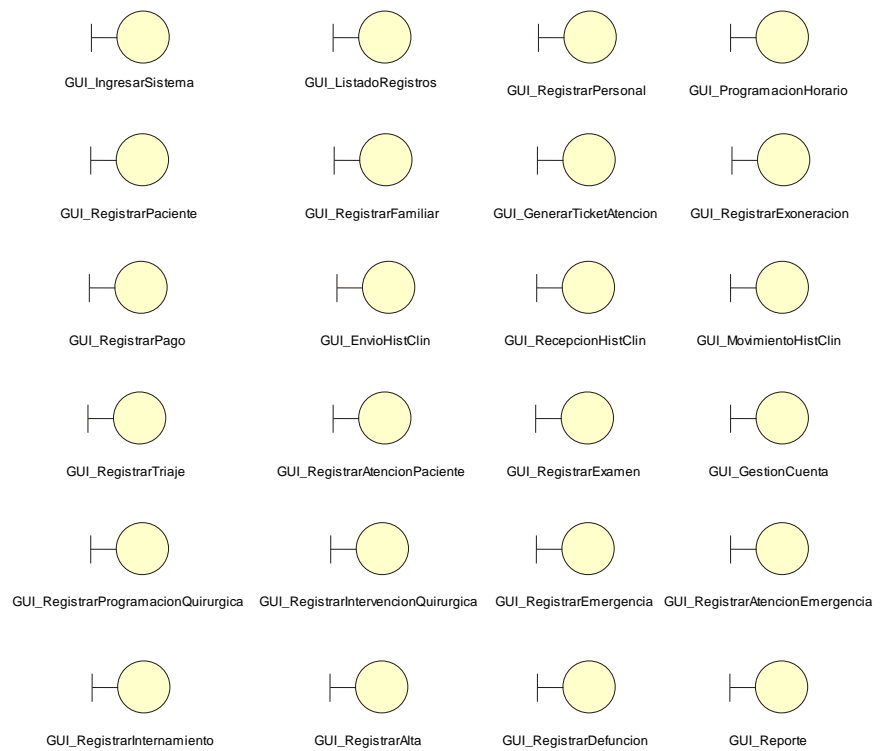 GUI_IngresarSistema
GUI_ListadoRegistros
GUI_RegistrarPersonal
GUI_ProgramacionHorario
GUI_RegistrarPaciente
GUI_RegistrarFamiliar
GUI_GenerarTicketAtencion
GUI_RegistrarExoneracion
GUI_RegistrarPago
GUI_EnvioHistClin
GUI_RecepcionHistClin
GUI_MovimientoHistClin
GUI_RegistrarTriaje
GUI_RegistrarAtencionPaciente
GUI_RegistrarExamen
GUI_GestionCuenta
GUI_RegistrarProgramacionQuirurgica
GUI_RegistrarIntervencionQuirurgica
GUI_RegistrarEmergencia
GUI_RegistrarAtencionEmergencia
GUI_RegistrarInternamiento
GUI_RegistrarAlta
GUI_RegistrarDefuncion
GUI_Reporte